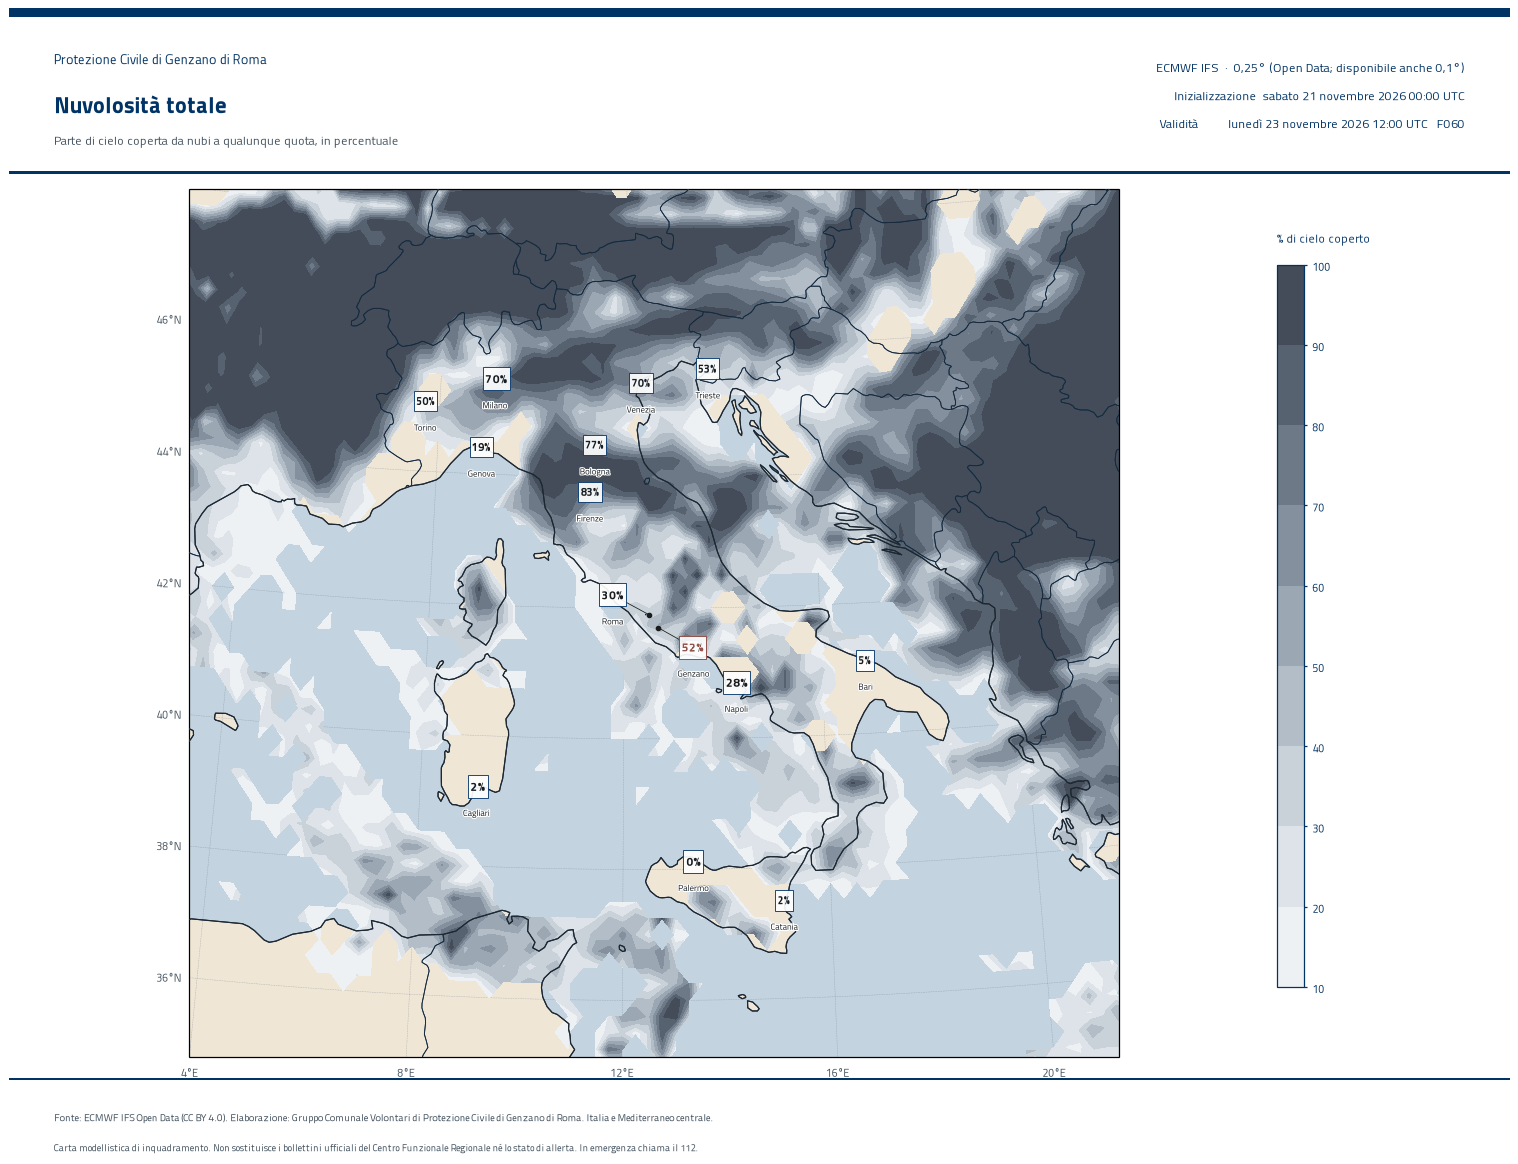 Protezione Civile di Genzano di Roma
Nuvolosità totale
Parte di cielo coperta da nubi a qualunque quota, in percentuale
ECMWF IFS · 0,25° (Open Data; disponibile anche 0,1°)
Inizializzazione sabato 21 novembre 2026 00:00 UTC
Validità lunedì 23 novembre 2026 12:00 UTC F060
% di cielo coperto
100
90
80
70
60
50
40
30
20
10
46°N
44°N
42°N
40°N
38°N
36°N
4°E
8°E
12°E
16°E
20°E
53%
Trieste
70%
Milano
70%
Venezia
50%
Torino
19%
Genova
77%
Bologna
83%
Firenze
30%
Roma
52%
Genzano
5%
Bari
28%
Napoli
2%
Cagliari
0%
Palermo
2%
Catania
Fonte: ECMWF IFS Open Data (CC BY 4.0). Elaborazione: Gruppo Comunale Volontari di Protezione Civile di Genzano di Roma. Italia e Mediterraneo centrale.
Carta modellistica di inquadramento. Non sostituisce i bollettini ufficiali del Centro Funzionale Regionale né lo stato di allerta. In emergenza chiama il 112.